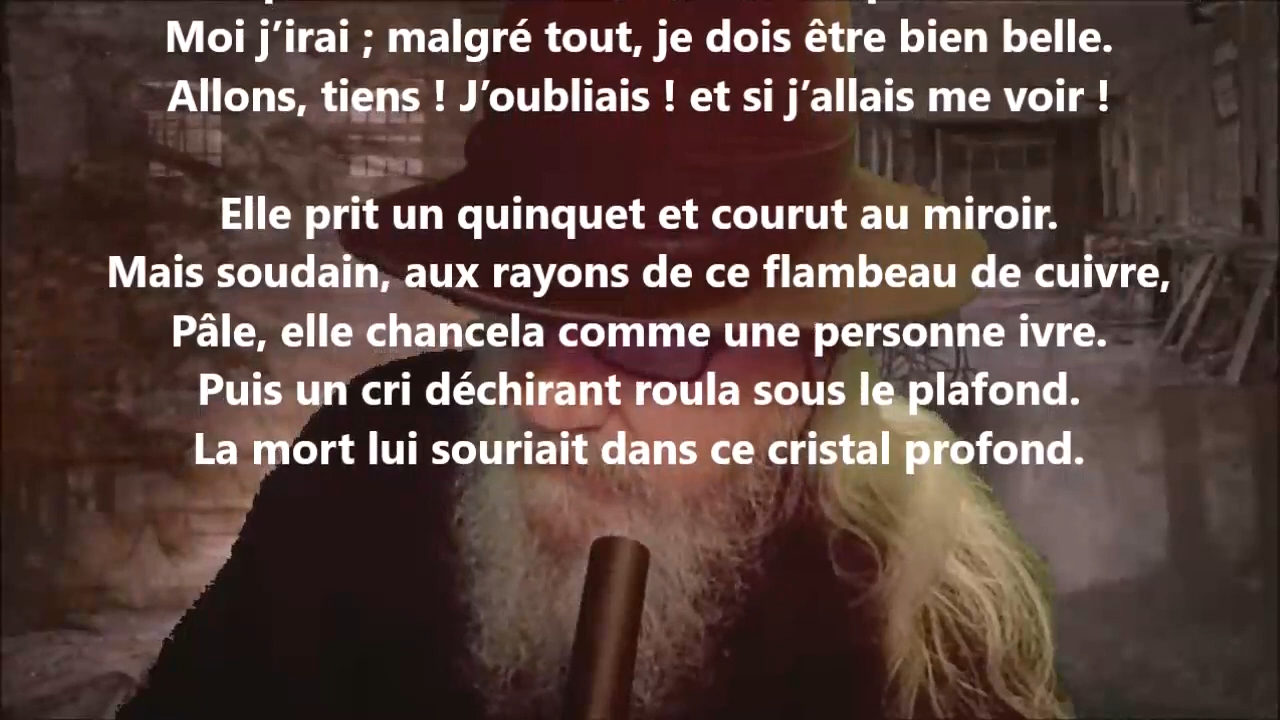 Moi j’irai ; malgré tout, je dois être bien belle.
Allons, tiens ! J’oubliais ! et si j’allais me voir !
Elle prit un quinquet et courut au miroir.
Mais soudain, aux rayons de ce flambeau de cuivre,
Pâle, elle chancela comme une personne ivre.
Puis un cri déchirant roula sous le plafond.
La mort lui souriait dans ce cristal profond.